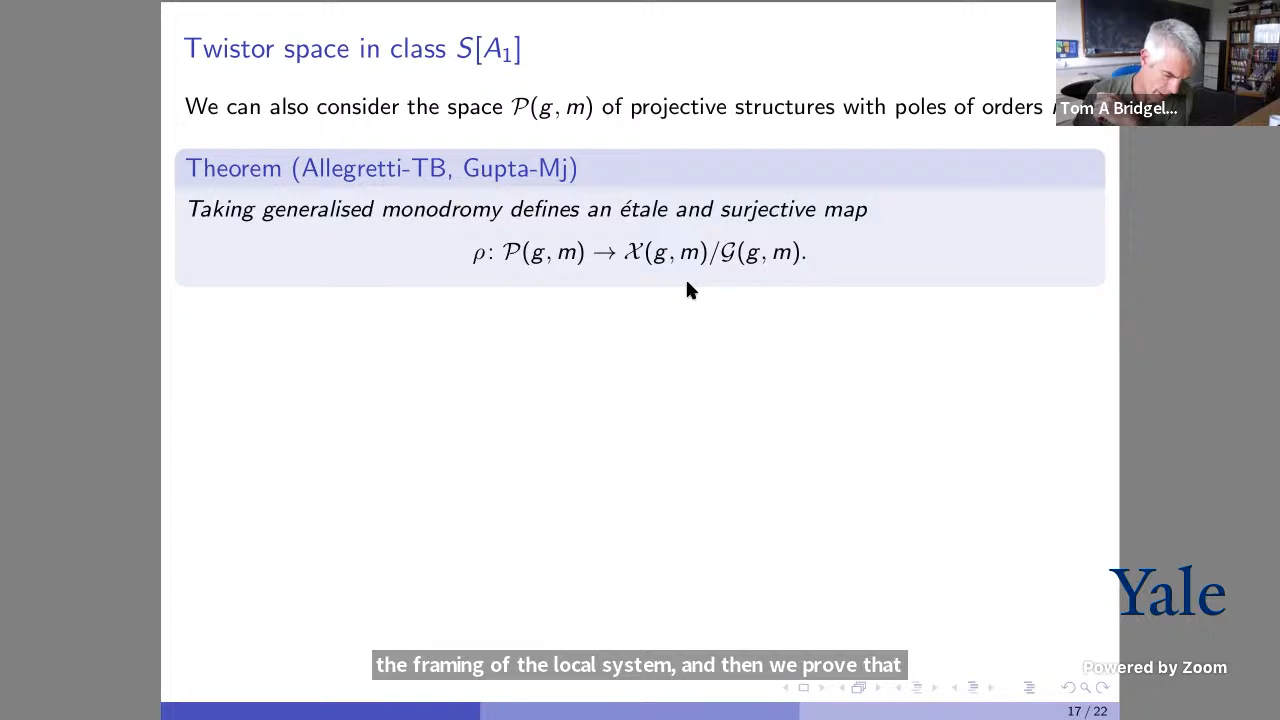 Twistor space in class S[A₁]
We can also consider the space 𝒫(g, m) of projective structures with poles of orders
Tom A Bridgel...
Theorem (Allegretti-TB, Gupta-Mj)
Taking generalised monodromy defines an étale and surjective map
ρ: 𝒫(g, m) → 𝒳(g, m)/𝒢(g, m).
Yale
the framing of the local system, and then we prove that
Powered by Zoom
17 / 22